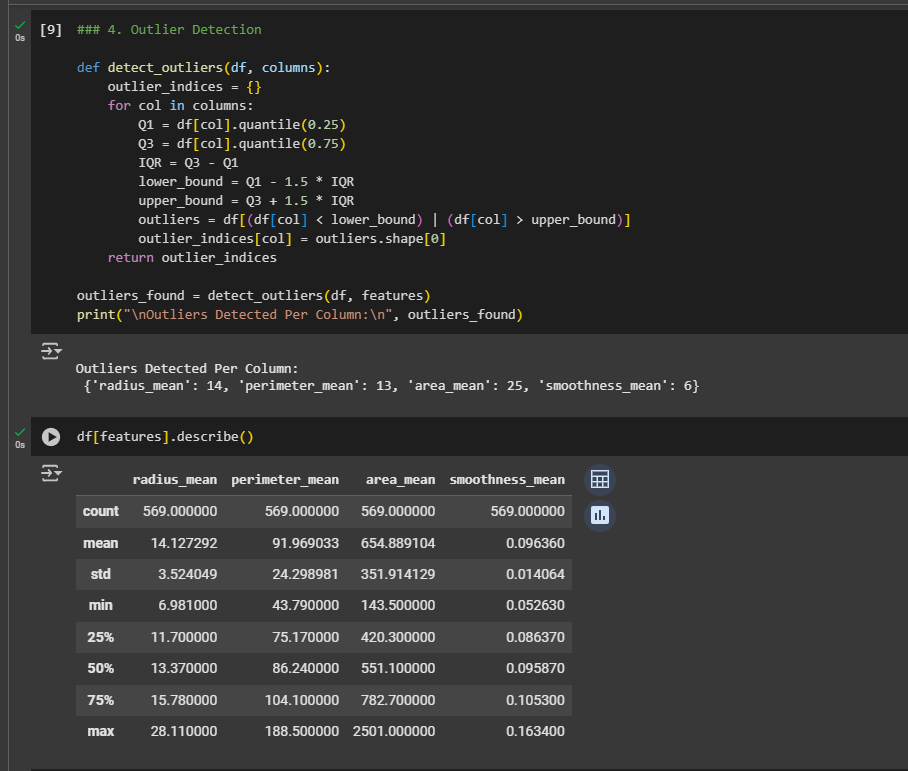 [9] ### 4. Outlier Detection
0s
def detect_outliers(df, columns):
    outlier_indices = {}
    for col in columns:
        Q1 = df[col].quantile(0.25)
        Q3 = df[col].quantile(0.75)
        IQR = Q3 - Q1
        lower_bound = Q1 - 1.5 * IQR
        upper_bound = Q3 + 1.5 * IQR
        outliers = df[(df[col] < lower_bound) | (df[col] > upper_bound)]
        outlier_indices[col] = outliers.shape[0]
    return outlier_indices
outliers_found = detect_outliers(df, features)
print("\nOutliers Detected Per Column:\n", outliers_found)
Outliers Detected Per Column:
 {'radius_mean': 14, 'perimeter_mean': 13, 'area_mean': 25, 'smoothness_mean': 6}
df[features].describe()
0s
radius_mean perimeter_mean area_mean smoothness_mean
count 569.000000 569.000000 569.000000 569.000000
mean 14.127292 91.969033 654.889104 0.096360
std 3.524049 24.298981 351.914129 0.014064
min 6.981000 43.790000 143.500000 0.052630
25% 11.700000 75.170000 420.300000 0.086370
50% 13.370000 86.240000 551.100000 0.095870
75% 15.780000 104.100000 782.700000 0.105300
max 28.110000 188.500000 2501.000000 0.163400